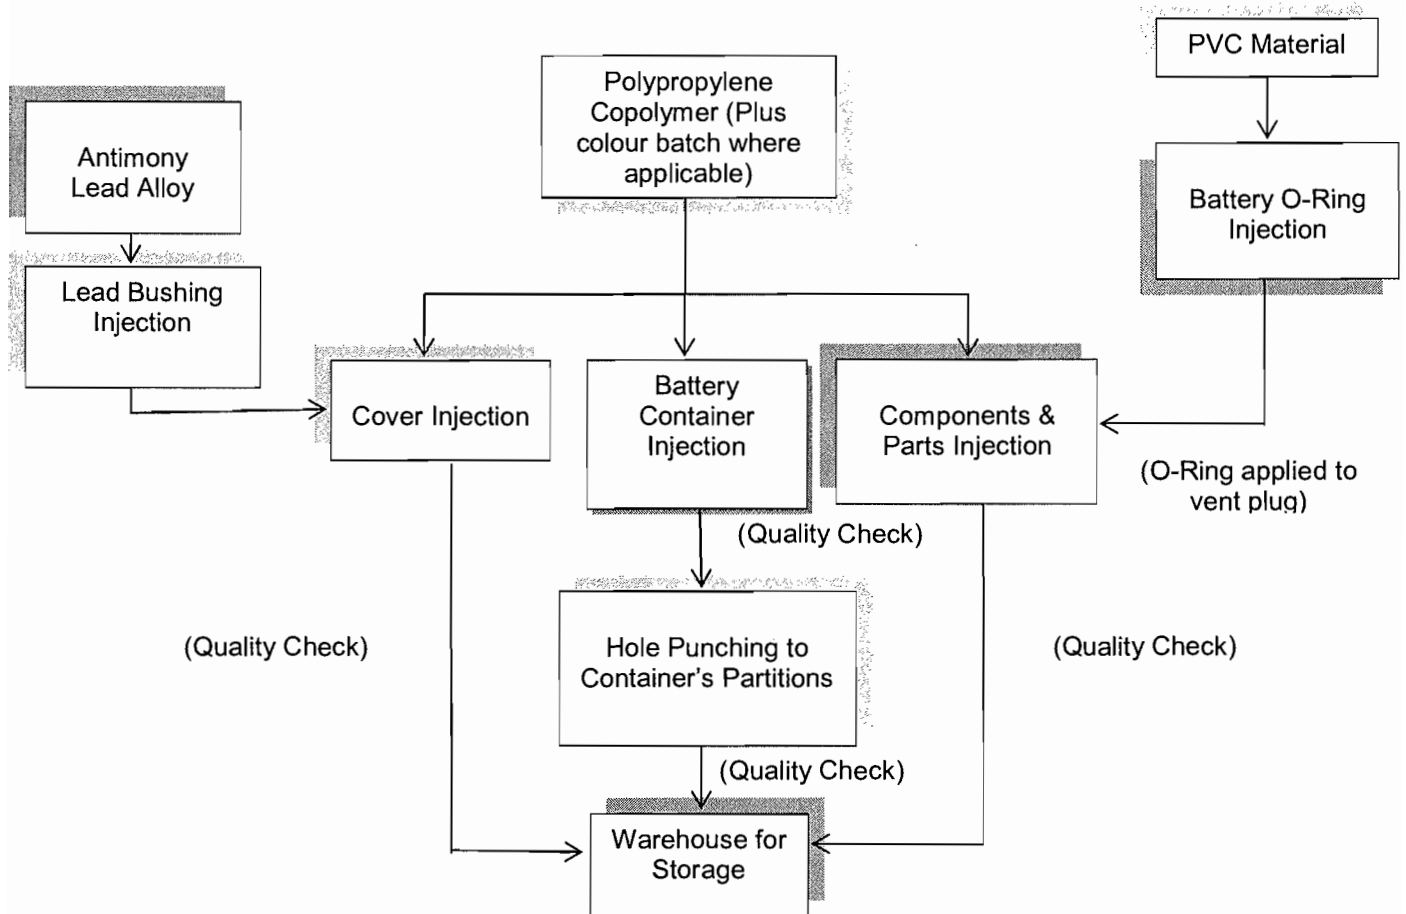 PVC Material
Polypropylene
Copolymer (Plus
colour batch where
applicable)
Antimony
Lead Alloy
Battery O-Ring
Injection
Lead Bushing
Injection
Cover Injection
Battery
Container
Injection
Components &
Parts Injection
(O-Ring applied to
vent plug)
(Quality Check)
Hole Punching to
Container's Partitions
(Quality Check)
(Quality Check)
(Quality Check)
Warehouse for
Storage